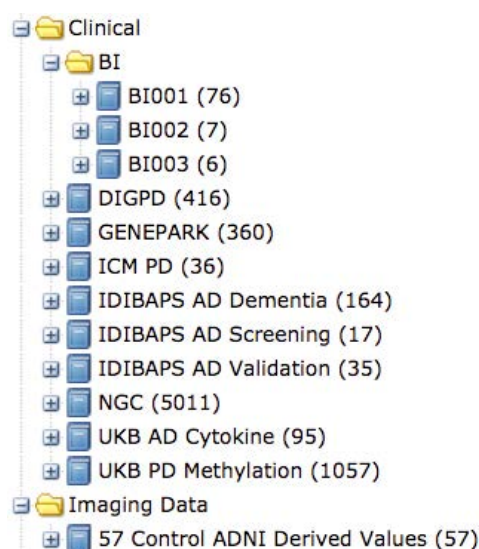 Clinical
BI
BI001 (76)
BI002 (7)
BI003 (6)
DIGPD (416)
GENEPARK (360)
ICM PD (36)
IDIBAPS AD Dementia (164)
IDIBAPS AD Screening (17)
IDIBAPS AD Validation (35)
NGC (5011)
UKB AD Cytokine (95)
UKB PD Methylation (1057)
Imaging Data
57 Control ADNI Derived Values (57)